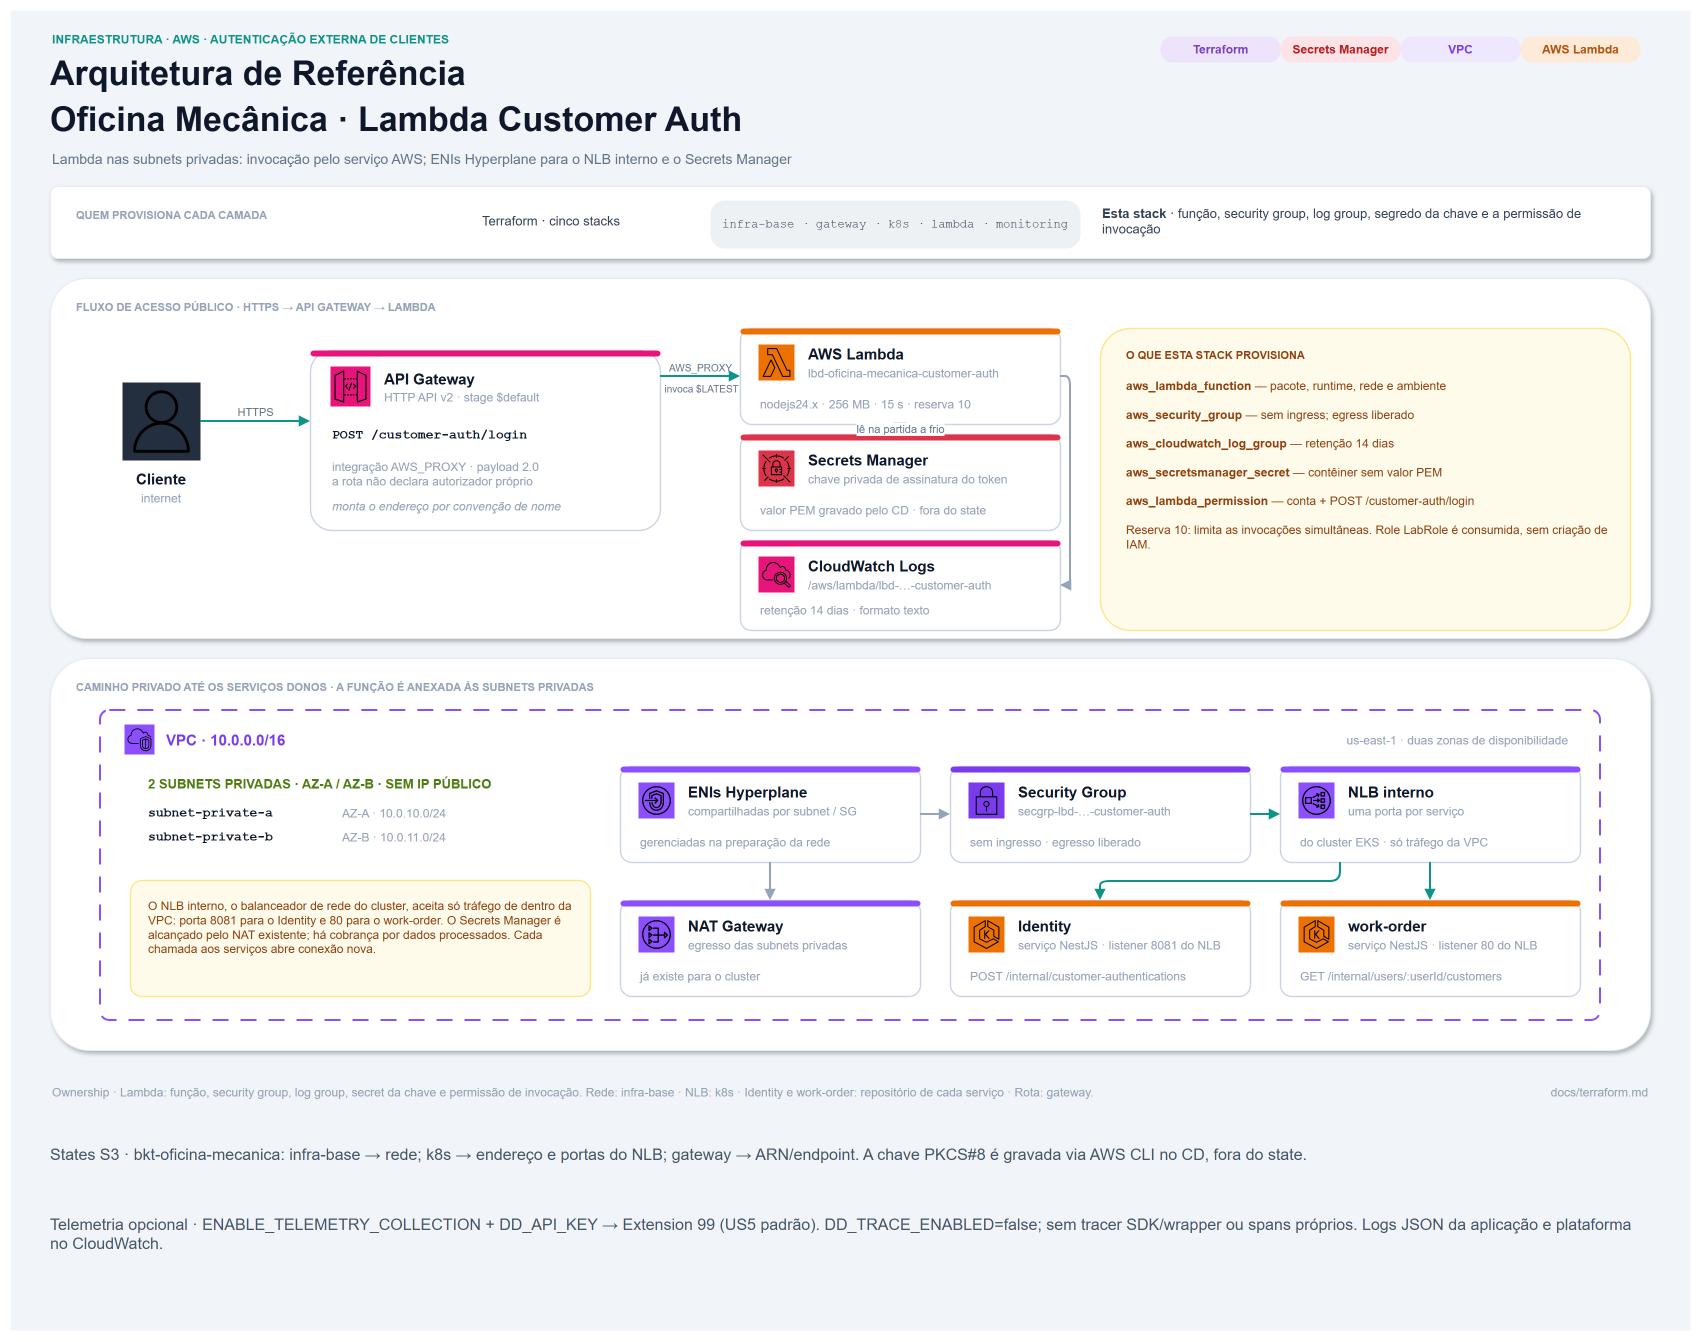 INFRAESTRUTURA · AWS · AUTENTICAÇÃO EXTERNA DE CLIENTES
Arquitetura de Referência
Oficina Mecânica · Lambda Customer Auth
Lambda nas subnets privadas: invocação pelo serviço AWS; ENIs Hyperplane para o NLB interno e o Secrets Manager
Terraform
Secrets Manager
VPC
AWS Lambda
QUEM PROVISIONA CADA CAMADA
Terraform · cinco stacks
infra-base · gateway · k8s · lambda · monitoring
Esta stack · função, security group, log group, segredo da chave e a permissão de
invocação
FLUXO DE ACESSO PÚBLICO · HTTPS → API GATEWAY → LAMBDA
Cliente
internet
HTTPS
API Gateway
HTTP API v2 · stage $default
POST /customer-auth/login
integração AWS_PROXY · payload 2.0
a rota não declara autorizador próprio
monta o endereço por convenção de nome
AWS_PROXY
invoca $LATEST
AWS Lambda
lbd-oficina-mecanica-customer-auth
nodejs24.x · 256 MB · 15 s · reserva 10
lê na partida a frio
Secrets Manager
chave privada de assinatura do token
valor PEM gravado pelo CD · fora do state
CloudWatch Logs
/aws/lambda/lbd-…-customer-auth
retenção 14 dias · formato texto
O QUE ESTA STACK PROVISIONA
aws_lambda_function — pacote, runtime, rede e ambiente
aws_security_group — sem ingress; egress liberado
aws_cloudwatch_log_group — retenção 14 dias
aws_secretsmanager_secret — contêiner sem valor PEM
aws_lambda_permission — conta + POST /customer-auth/login
Reserva 10: limita as invocações simultâneas. Role LabRole é consumida, sem criação de
IAM.
CAMINHO PRIVADO ATÉ OS SERVIÇOS DONOS · A FUNÇÃO É ANEXADA ÀS SUBNETS PRIVADAS
VPC · 10.0.0.0/16
us-east-1 · duas zonas de disponibilidade
2 SUBNETS PRIVADAS · AZ-A / AZ-B · SEM IP PÚBLICO
subnet-private-a
AZ-A · 10.0.10.0/24
subnet-private-b
AZ-B · 10.0.11.0/24
O NLB interno, o balanceador de rede do cluster, aceita só tráfego de dentro da
VPC: porta 8081 para o Identity e 80 para o work-order. O Secrets Manager é
alcançado pelo NAT existente; há cobrança por dados processados. Cada
chamada aos serviços abre conexão nova.
ENIs Hyperplane
compartilhadas por subnet / SG
gerenciadas na preparação da rede
Security Group
secgrp-lbd-…-customer-auth
sem ingresso · egresso liberado
NLB interno
uma porta por serviço
do cluster EKS · só tráfego da VPC
NAT Gateway
egresso das subnets privadas
já existe para o cluster
Identity
serviço NestJS · listener 8081 do NLB
POST /internal/customer-authentications
work-order
serviço NestJS · listener 80 do NLB
GET /internal/users/:userId/customers
Ownership · Lambda: função, security group, log group, secret da chave e permissão de invocação. Rede: infra-base · NLB: k8s · Identity e work-order: repositório de cada serviço · Rota: gateway.
docs/terraform.md
States S3 · bkt-oficina-mecanica: infra-base → rede; k8s → endereço e portas do NLB; gateway → ARN/endpoint. A chave PKCS#8 é gravada via AWS CLI no CD, fora do state.
Telemetria opcional · ENABLE_TELEMETRY_COLLECTION + DD_API_KEY → Extension 99 (US5 padrão). DD_TRACE_ENABLED=false; sem tracer SDK/wrapper ou spans próprios. Logs JSON da aplicação e plataforma
no CloudWatch.